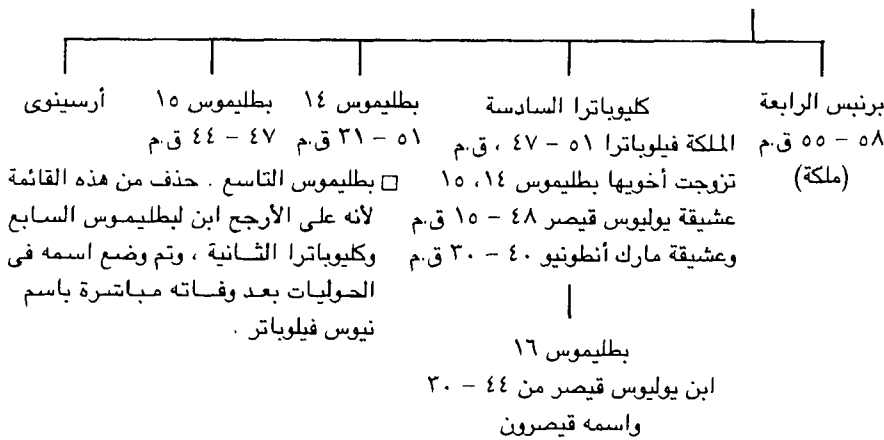 برنبس الرابعة
٥٨ – ٥٥ ق.م
(ملكة)
كليوباترا السادسة
الملكة فيلوباترا ٥١ – ٤٧ ، ق.م
تزوجت أخويها بطليموس ١٤، ١٥
عشيقة يوليوس قيصر ٤٨ – ١٥ ق.م
وعشيقة مارك أنطونيو ٤٠ – ٣٠ ق.م
بطليموس ١٤
٥١ – ٣١ ق.م
بطليموس ١٥
٤٧ – ٤٤ ق.م
أرسينوى
□ بطليموس التاسع . حذف من هذه القائمة
لأنه على الأرجح ابن لبطليموس السابع
وكليوباترا الثانية ، وتم وضع اسمه فى
الحوليات بعد وفاته مباشرة باسم
نيوس فيلوباتر .
بطليموس ١٦
ابن يوليوس قيصر من ٤٤ – ٣٠
واسمه قيصرون